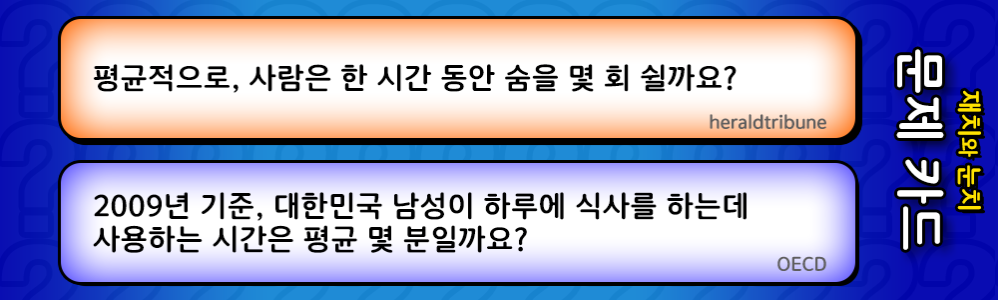 평균적으로, 사람은 한 시간 동안 숨을 몇 회 쉴까요?
heraldtribune
2009년 기준, 대한민국 남성이 하루에 식사를 하는데
사용하는 시간은 평균 몇 분일까요?
OECD
재치와 눈치
문제 카드